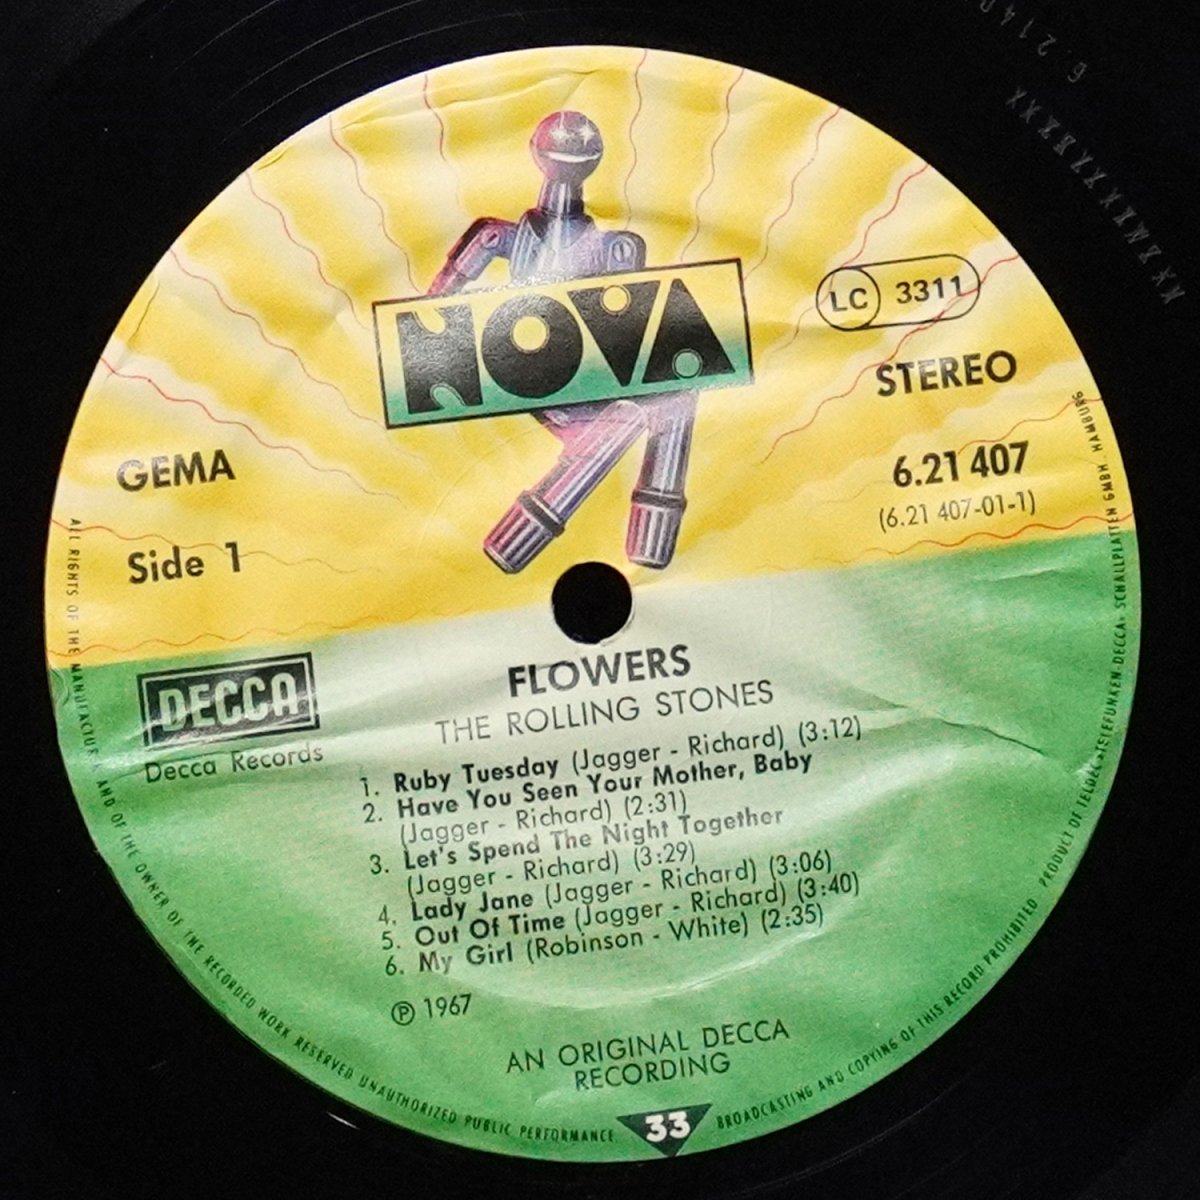 NOVA
LC 3311
STEREO
GEMA
6.21 407
(6.21 407-01-1)
Side 1
DECCA
Decca Records
FLOWERS
THE ROLLING STONES
1. Ruby Tuesday (Jagger - Richard) (3:12)
2. Have You Seen Your Mother, Baby
(Jagger - Richard) (2:31)
3. Let's Spend The Night Together
(Jagger - Richard) (3:29)
4. Lady Jane (Jagger - Richard) (3:06)
5. Out Of Time (Jagger - Richard) (3:40)
6. My Girl (Robinson - White) (2:35)
℗ 1967
AN ORIGINAL DECCA
RECORDING
33
ALL RIGHTS OF THE MANUFACTURER AND OF THE OWNER OF THE RECORDED WORK RESERVED UNAUTHORIZED PUBLIC PERFORMANCE
BROADCASTING AND COPYING OF THIS RECORD PROHIBITED
PRODUCT OF TELDEC »TELEFUNKEN-DECCA« SCHALLPLATTEN GMBH, HAMBURG